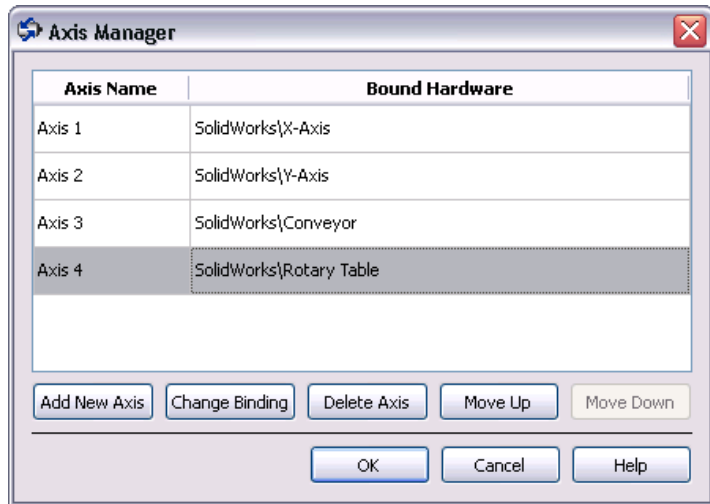 Axis Manager
Axis Name Bound Hardware
Axis 1 SolidWorks\X-Axis
Axis 2 SolidWorks\Y-Axis
Axis 3 SolidWorks\Conveyor
Axis 4 SolidWorks\Rotary Table
Add New Axis Change Binding Delete Axis Move Up Move Down
OK Cancel Help